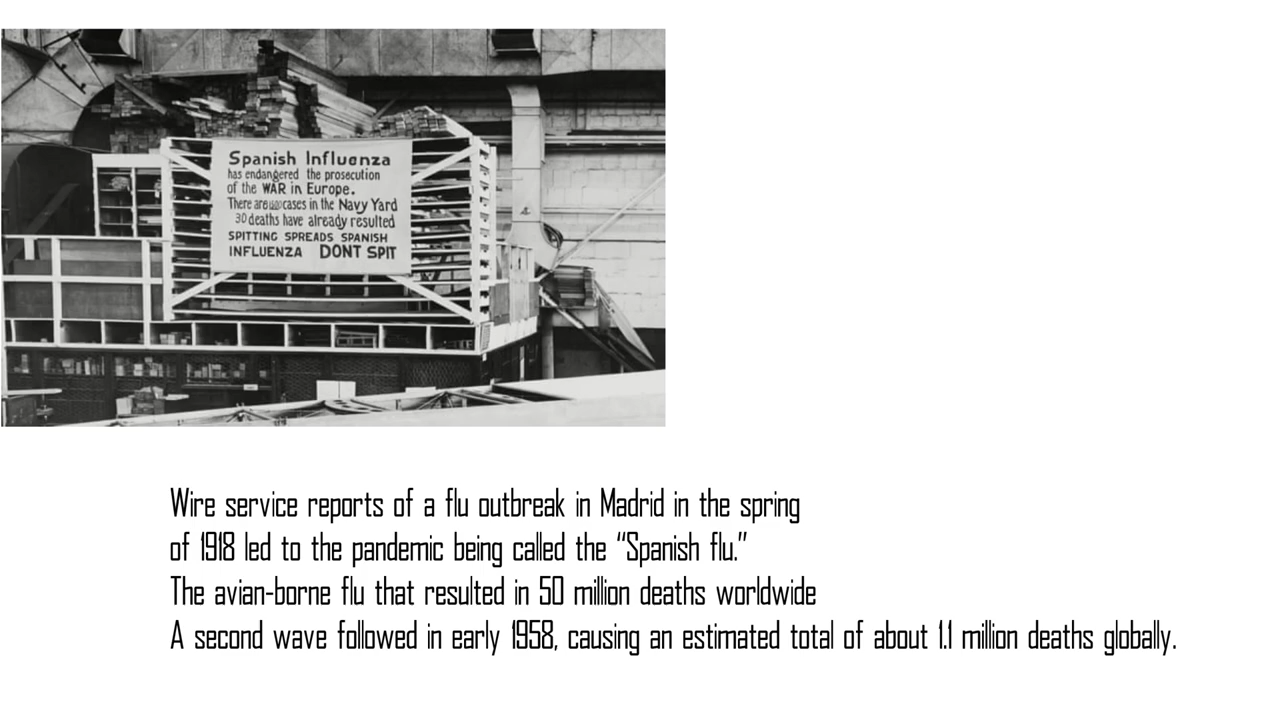 Spanish Influenza
has endangered the prosecution
of the WAR in Europe.
There are cases in the Navy Yard
30 deaths have already resulted
SPITTING SPREADS SPANISH
INFLUENZA DONT SPIT
Wire service reports of a flu outbreak in Madrid in the spring
of 1918 led to the pandemic being called the “Spanish flu.”
The avian-borne flu that resulted in 50 million deaths worldwide
A second wave followed in early 1958, causing an estimated total of about 1.1 million deaths globally.